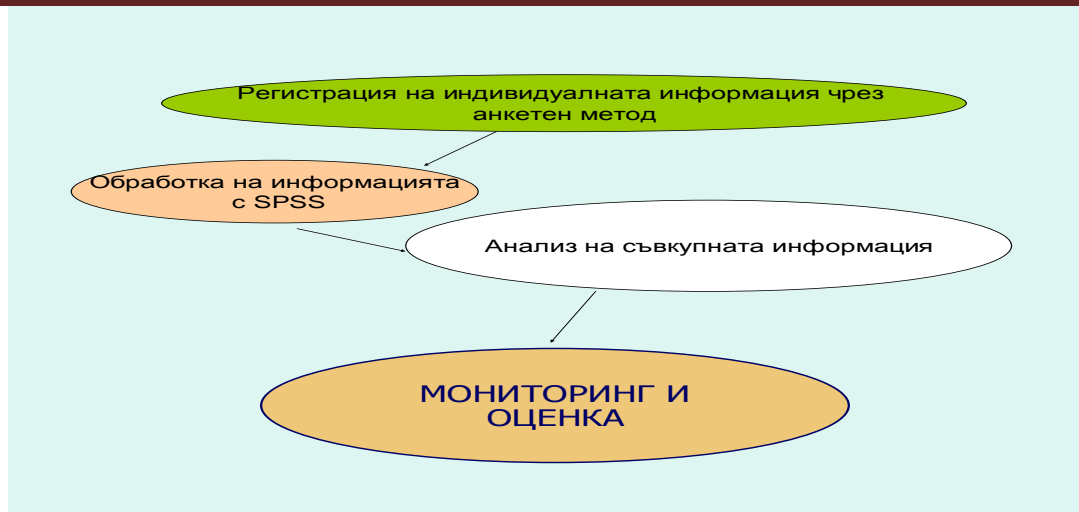 Регистрация на индивидуалната информация чрез
анкетен метод
Обработка на информацията
с SPSS
Анализ на съвкупната информация
МОНИТОРИНГ И
ОЦЕНКА